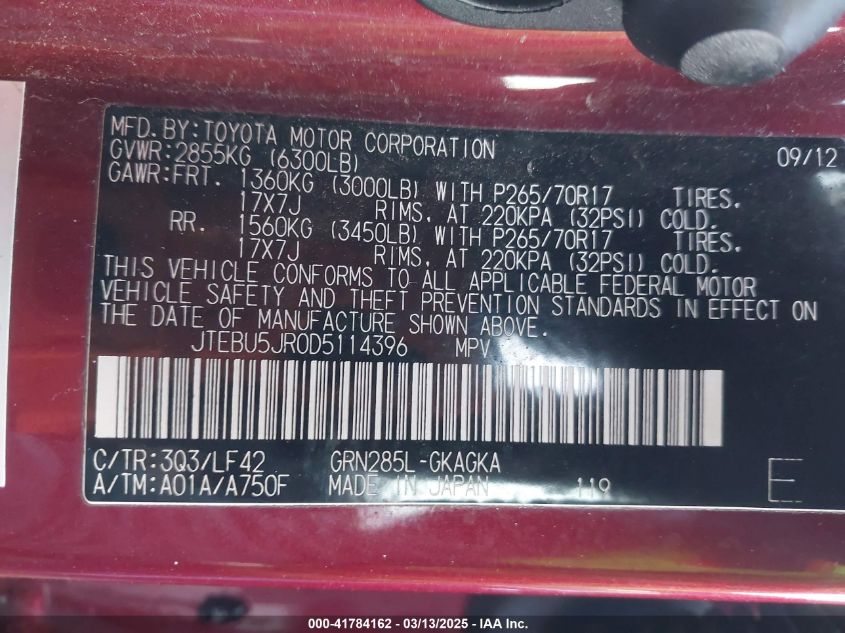 MFD.BY:TOYOTA MOTOR CORPORATION 09/12
GVWR:2855KG (6300LB)
GAWR:FRT. 1360KG (3000LB) WITH P265/70R17 TIRES.
17X7J RIMS, AT 220KPA (32PSI) COLD.
RR. 1560KG (3450LB) WITH P265/70R17 TIRES.
17X7J RIMS, AT 220KPA (32PSI) COLD.
THIS VEHICLE CONFORMS TO ALL APPLICABLE FEDERAL MOTOR
VEHICLE SAFETY AND THEFT PREVENTION STANDARDS IN EFFECT ON
THE DATE OF MANUFACTURE SHOWN ABOVE.
JTEBU5JR0D5114396 MPV
C/TR:3Q3/LF42 GRN285L-GKAGKA
A/TM:A01A/A750F MADE IN JAPAN 119 E
000-41784162 - 03/13/2025 - IAAI.com